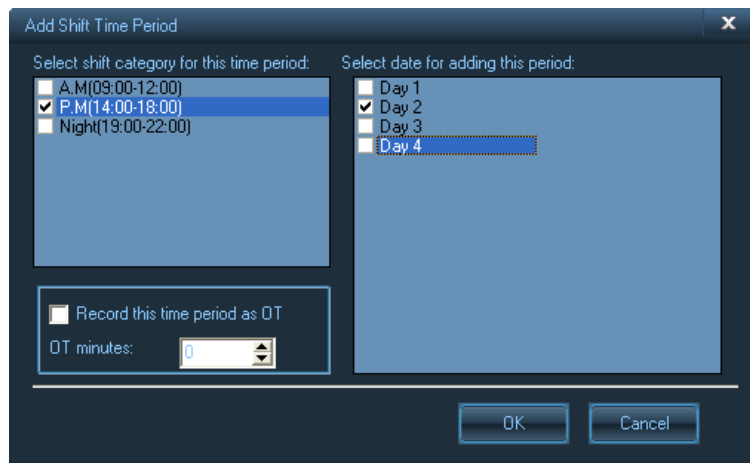 Add Shift Time Period
X
Select shift category for this time period:
A.M(09:00-12:00)
P.M(14:00-18:00)
Night(19:00-22:00)
Select date for adding this period:
Day 1
Day 2
Day 3
Day 4
Record this time period as OT
OT minutes:
0
OK
Cancel